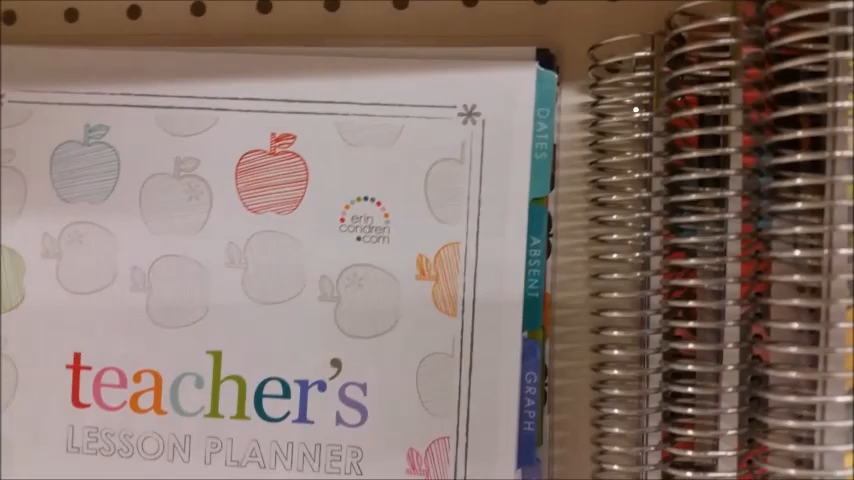 erin
condren
.com
teacher's
LESSON PLANNER
DATES
ABSENT
GRAPH